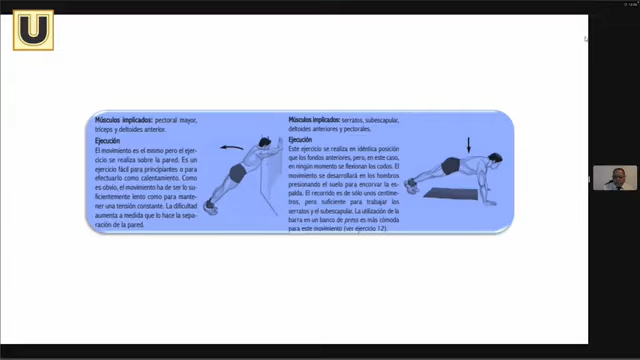 U
Músculos implicados: pectoral mayor,
tríceps y deltoides anterior.
Ejecución
El movimiento es el mismo pero el ejer-
cicio se realiza sobre la pared. Es un
ejercicio fácil para principiantes o para
efectuarlo como calentamiento. Como
es obvio, el movimiento ha de ser lo su-
ficientemente lento como para mante-
ner una tensión constante. La dificultad
aumenta a medida que lo hace la sepa-
ración de la pared.
Músculos implicados: serratos, subescapular,
deltoides anteriores y pectorales.
Ejecución
Este ejercicio se realiza en idéntica posición
que los fondos anteriores, pero, en este caso,
en ningún momento se flexionan los codos. El
movimiento se desarrollará en los hombros
presionando el suelo para encorvar la es-
palda. El recorrido es de sólo unos centíme-
tros, pero suficiente para trabajar los
serratos y el subescapular. La utilización de la
barra en un banco de press es más cómoda
para este movimiento (ver ejercicio 12).